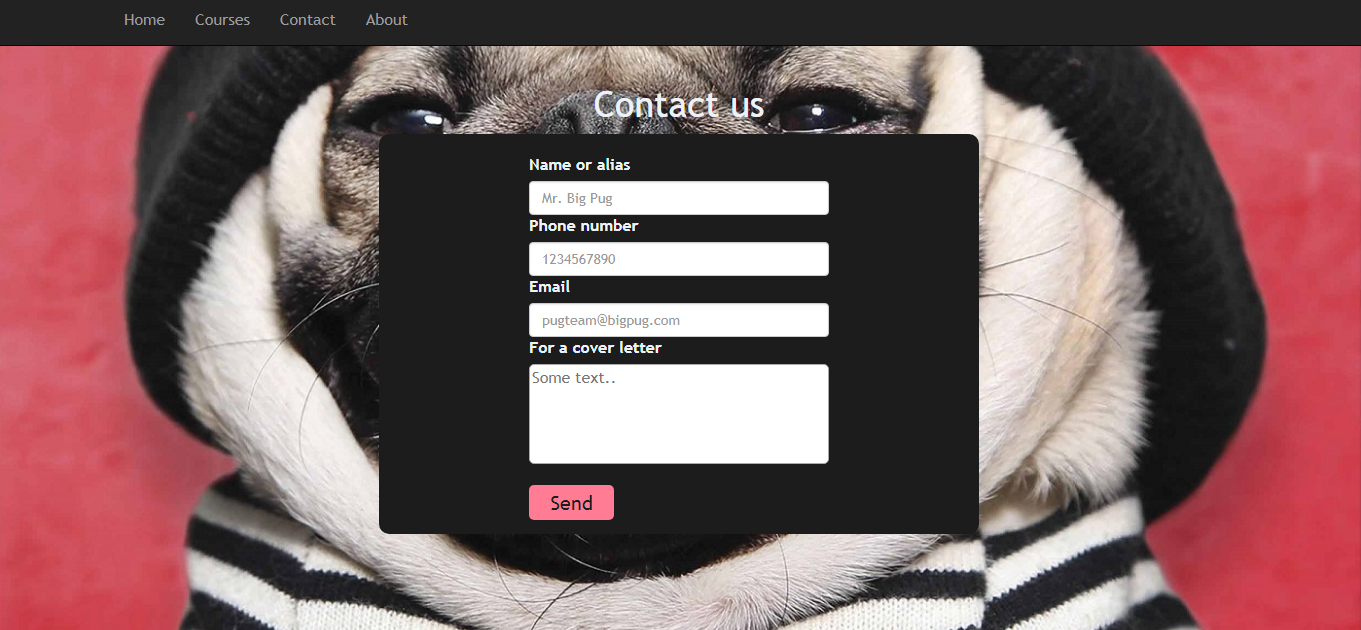 Home Courses Contact About
Contact us
Name or alias
Mr. Big Pug
Phone number
1234567890
Email
pugteam@bigpug.com
For a cover letter
Some text..
Send